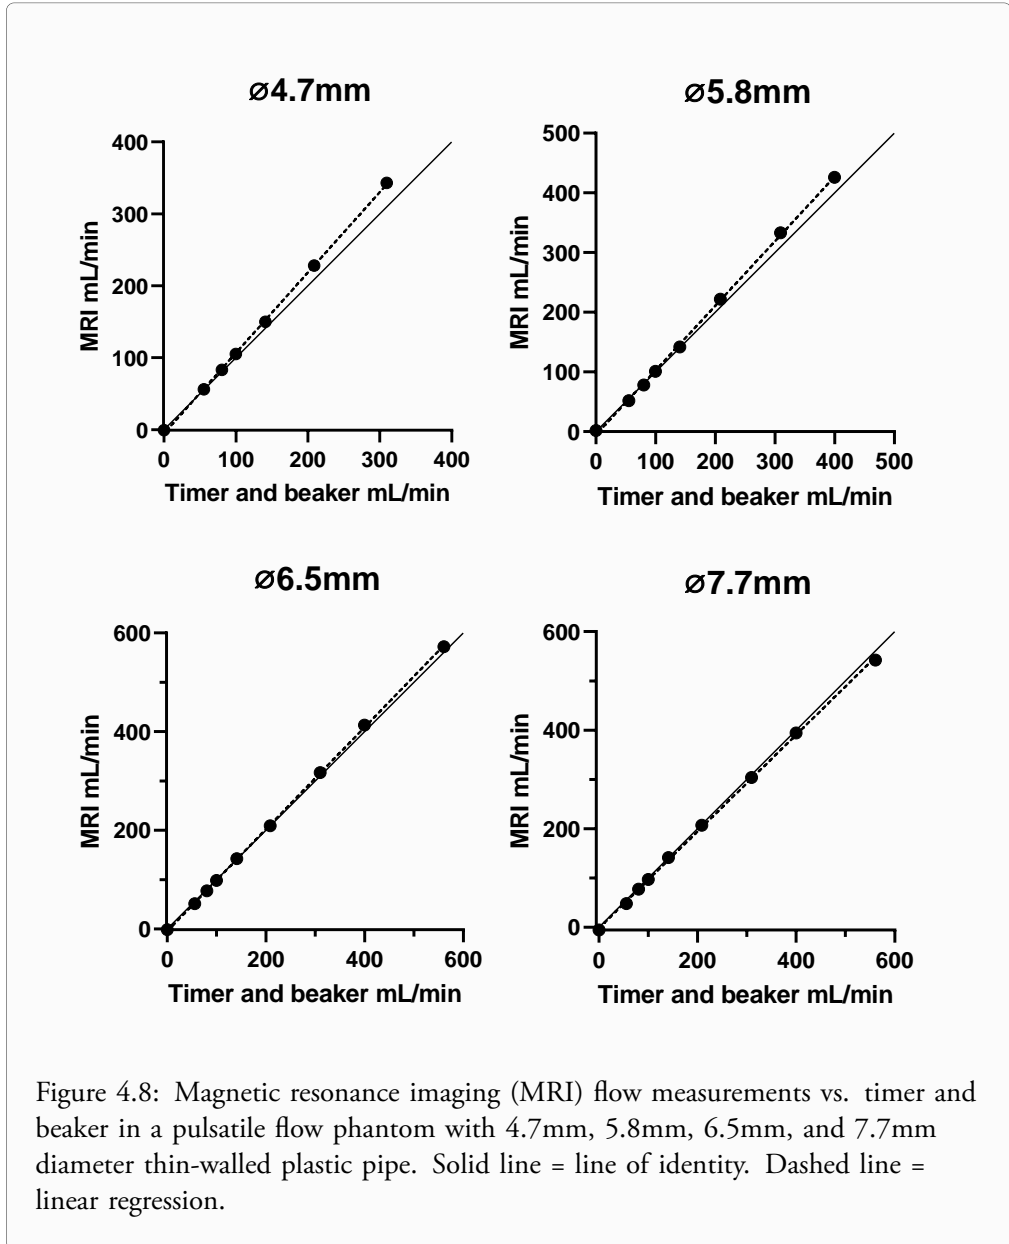 ⌀4.7mm
400
300
200
100
0
MRI mL/min
0 100 200 300 400
Timer and beaker mL/min
⌀5.8mm
500
400
300
200
100
0
MRI mL/min
0 100 200 300 400 500
Timer and beaker mL/min
⌀6.5mm
600
400
200
0
MRI mL/min
0 200 400 600
Timer and beaker mL/min
⌀7.7mm
600
400
200
0
MRI mL/min
0 200 400 600
Timer and beaker mL/min
Figure 4.8: Magnetic resonance imaging (MRI) flow measurements vs. timer and
beaker in a pulsatile flow phantom with 4.7mm, 5.8mm, 6.5mm, and 7.7mm
diameter thin-walled plastic pipe. Solid line = line of identity. Dashed line =
linear regression.